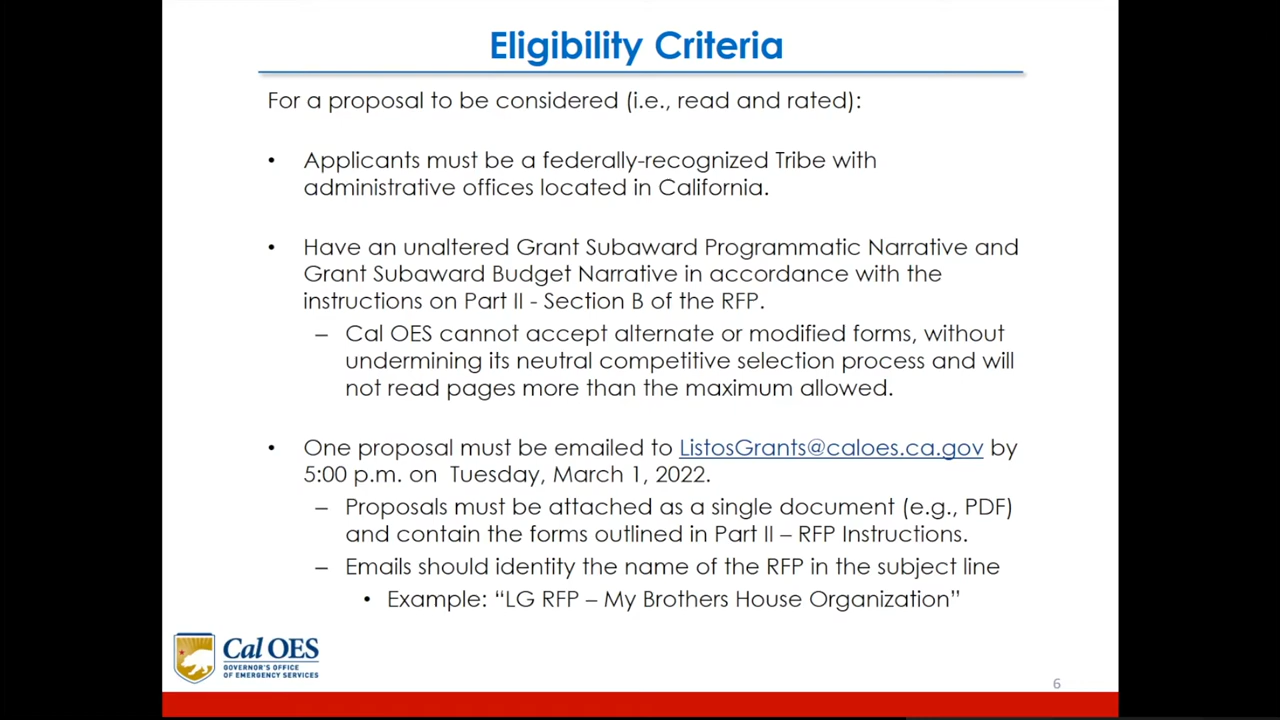 Eligibility Criteria
For a proposal to be considered (i.e., read and rated):
• Applicants must be a federally-recognized Tribe with
administrative offices located in California.
• Have an unaltered Grant Subaward Programmatic Narrative and
Grant Subaward Budget Narrative in accordance with the
instructions on Part II - Section B of the RFP.
– Cal OES cannot accept alternate or modified forms, without
undermining its neutral competitive selection process and will
not read pages more than the maximum allowed.
• One proposal must be emailed to ListosGrants@caloes.ca.gov by
5:00 p.m. on Tuesday, March 1, 2022.
– Proposals must be attached as a single document (e.g., PDF)
and contain the forms outlined in Part II – RFP Instructions.
– Emails should identity the name of the RFP in the subject line
• Example: “LG RFP – My Brothers House Organization”
Cal OES
GOVERNOR'S OFFICE
OF EMERGENCY SERVICES
6